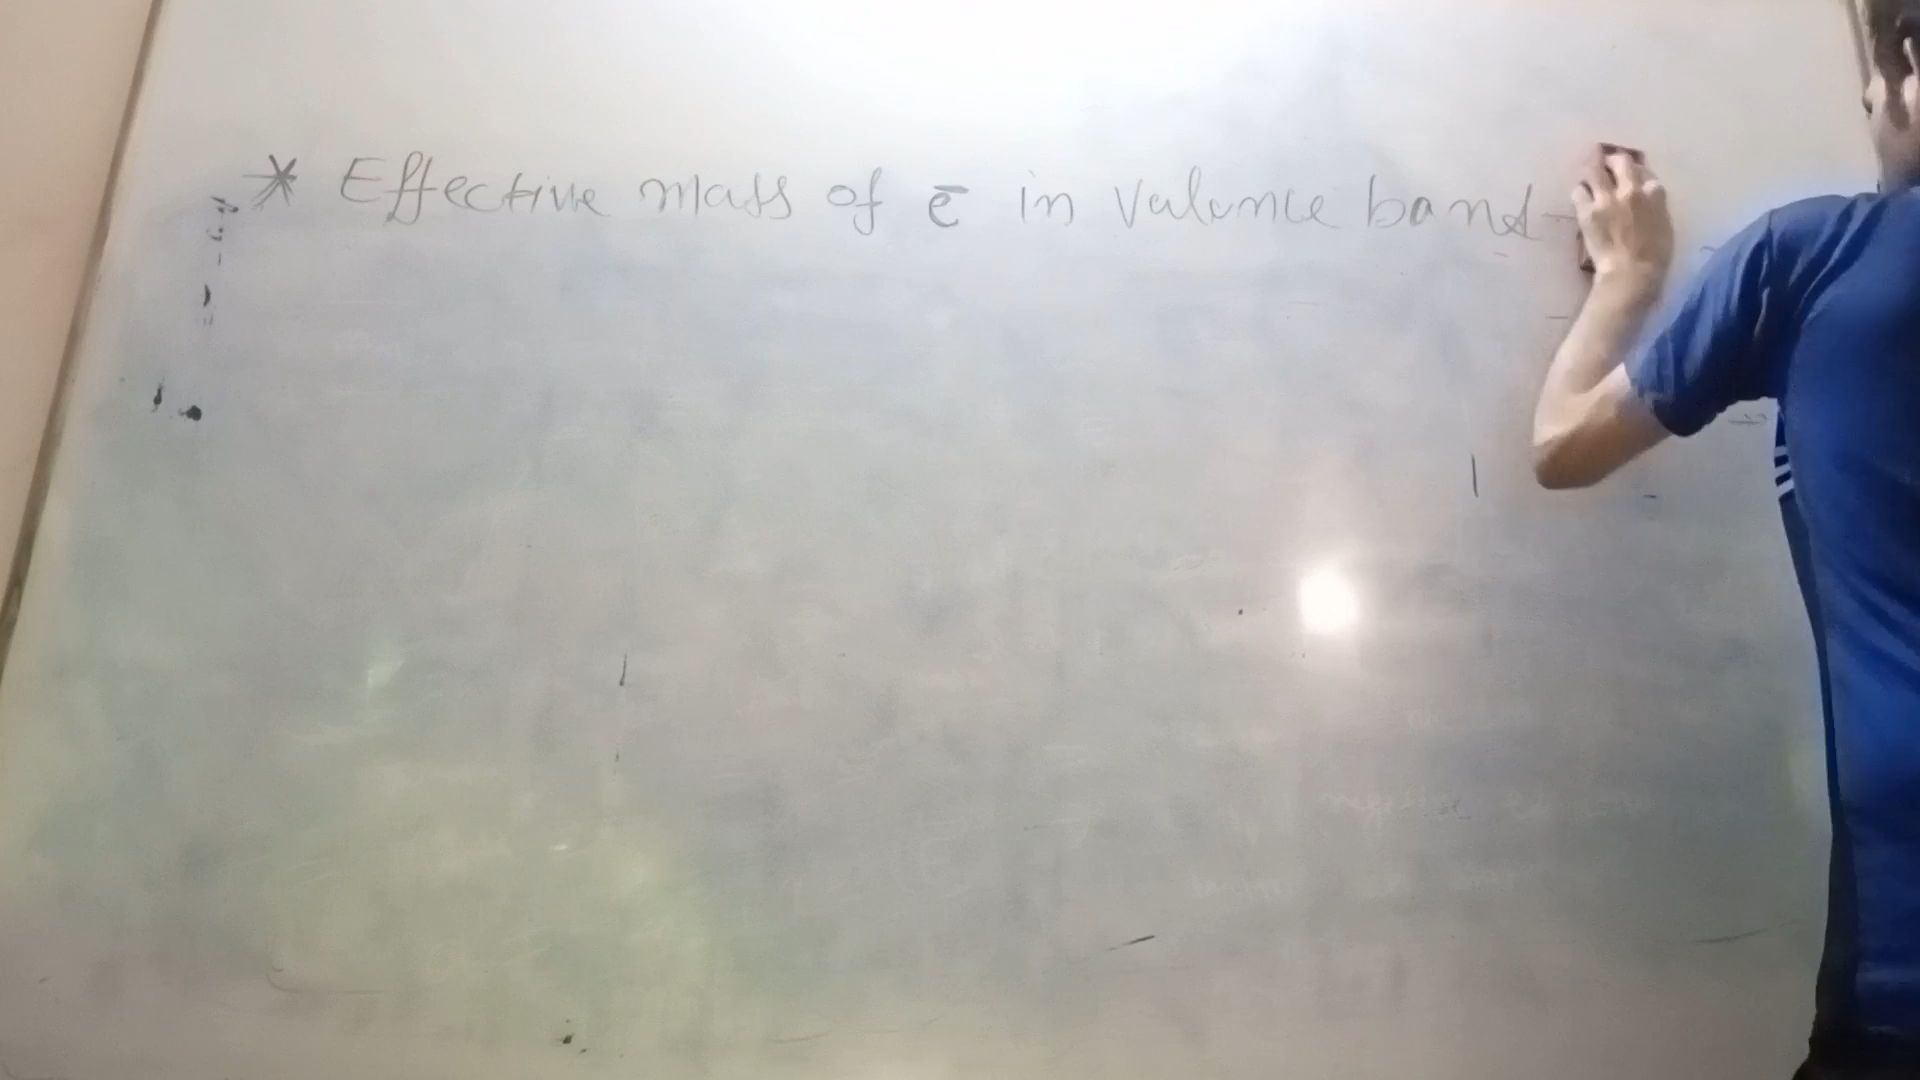 * Effective mass of e̅ in Valence band -